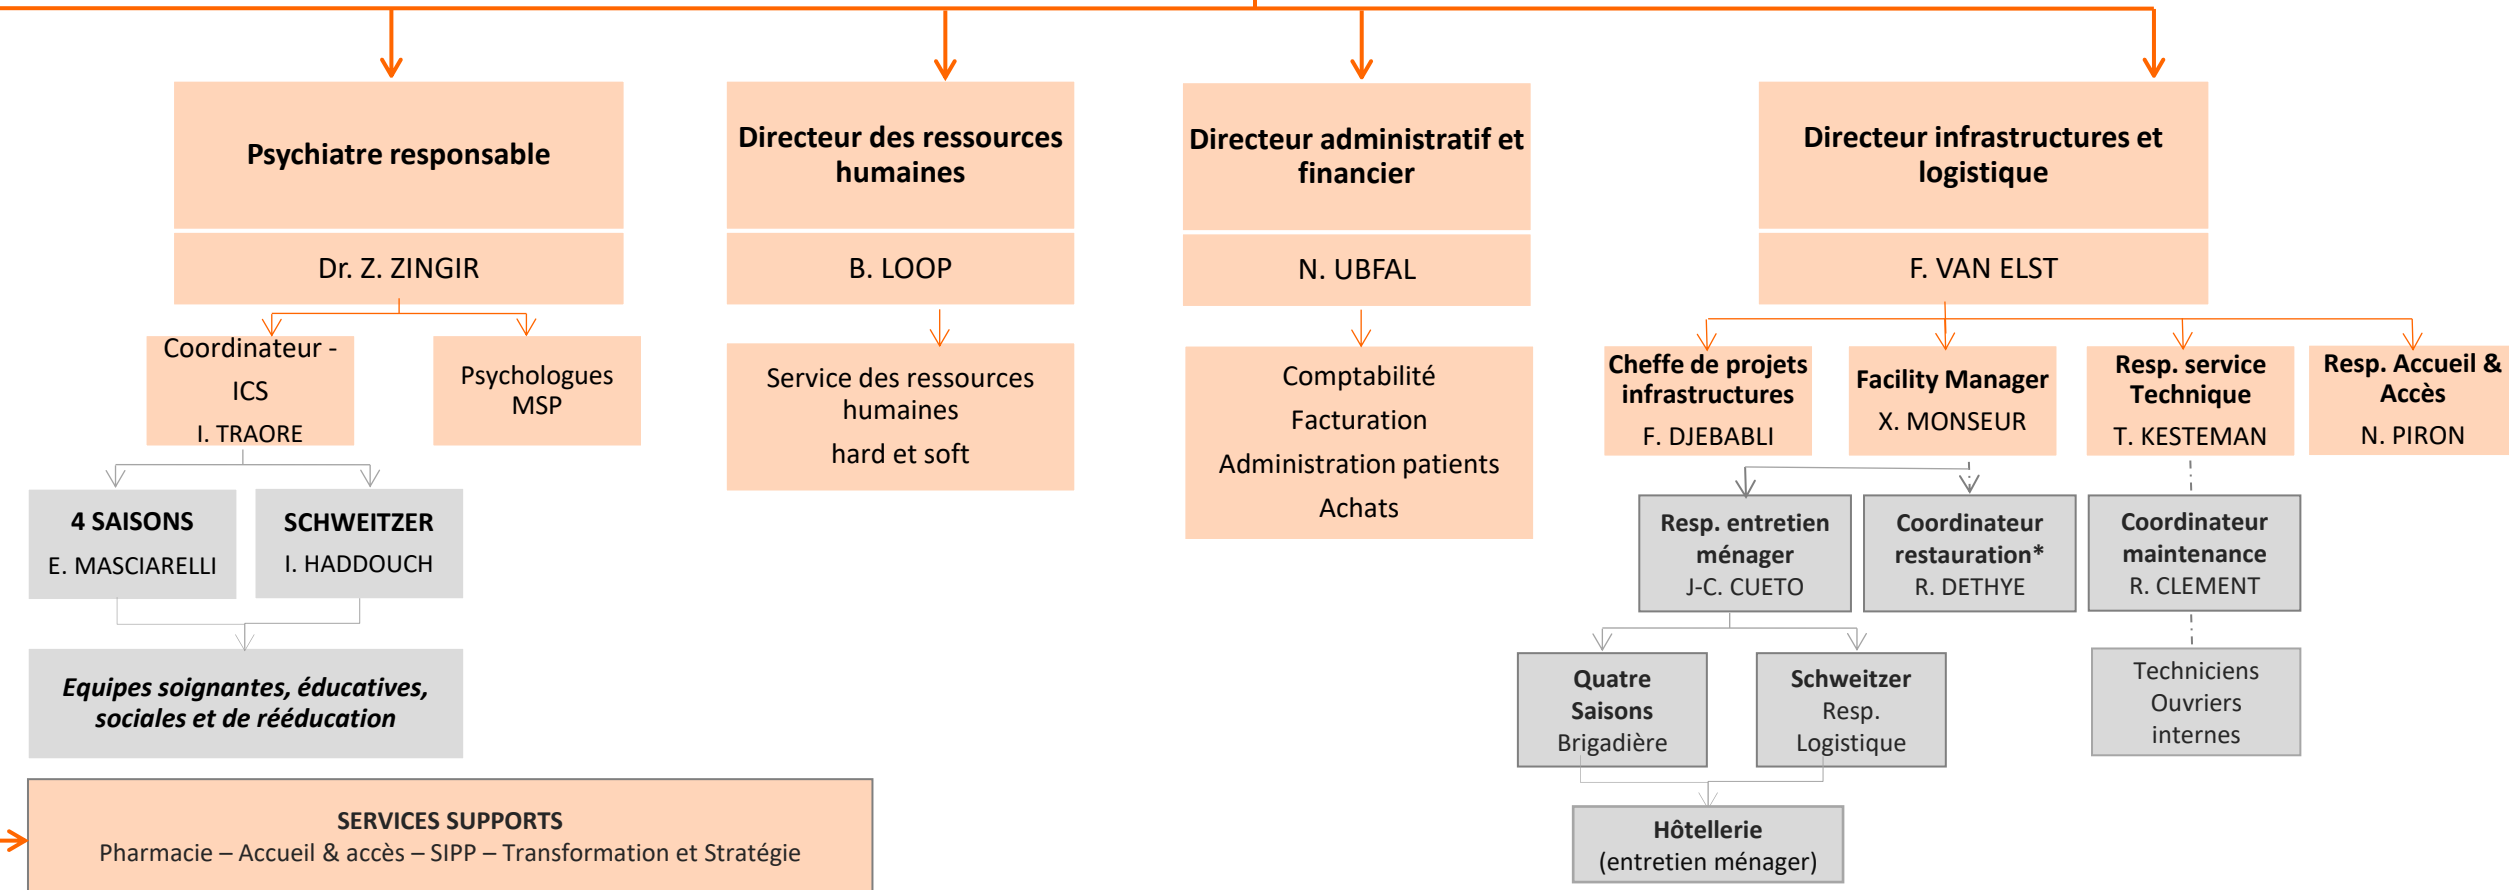 Psychiatre responsable
Dr. Z. ZINGIR
Directeur des ressources
humaines
B. LOOP
Directeur administratif et
financier
N. UBFAL
Directeur infrastructures et
logistique
F. VAN ELST
Coordinateur -
ICS
I. TRAORE
Psychologues
MSP
Service des ressources
humaines
hard et soft
Comptabilité
Facturation
Administration patients
Achats
Cheffe de projets
infrastructures
F. DJEBABLI
Facility Manager
X. MONSEUR
Resp. service
Technique
T. KESTEMAN
Resp. Accueil &
Accès
N. PIRON
4 SAISONS
E. MASCIARELLI
SCHWEITZER
I. HADDOUCH
Resp. entretien
ménager
J-C. CUETO
Coordinateur
restauration*
R. DETHYE
Coordinateur
maintenance
R. CLEMENT
Equipes soignantes, éducatives,
sociales et de rééducation
Quatre
Saisons
Brigadière
Schweitzer
Resp.
Logistique
Techniciens
Ouvriers
internes
SERVICES SUPPORTS
Pharmacie – Accueil & accès – SIPP – Transformation et Stratégie
Hôtellerie
(entretien ménager)